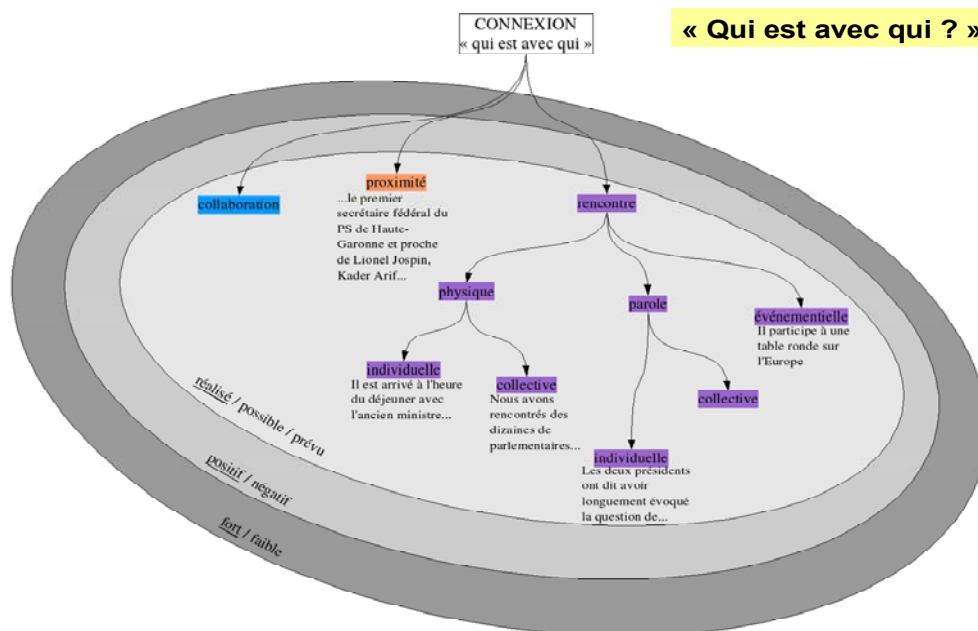 CONNEXION
« qui est avec qui »
« Qui est avec qui ? »
collaboration
proximité
...le premier
secrétaire fédéral du
PS de Haute-
Garonne et proche
de Lionel Jospin,
Kader Arif...
rencontre
physique
parole
événementielle
Il participe à une
table ronde sur
l'Europe
individuelle
Il est arrivé à l'heure
du déjeuner avec
l'ancien ministre...
collective
Nous avons
rencontrés des
dizaines de
parlementaires...
collective
individuelle
Les deux présidents
ont dit avoir
longuement évoqué
la question de...
réalisé / possible / prévu
positif / négatif
fort / faible